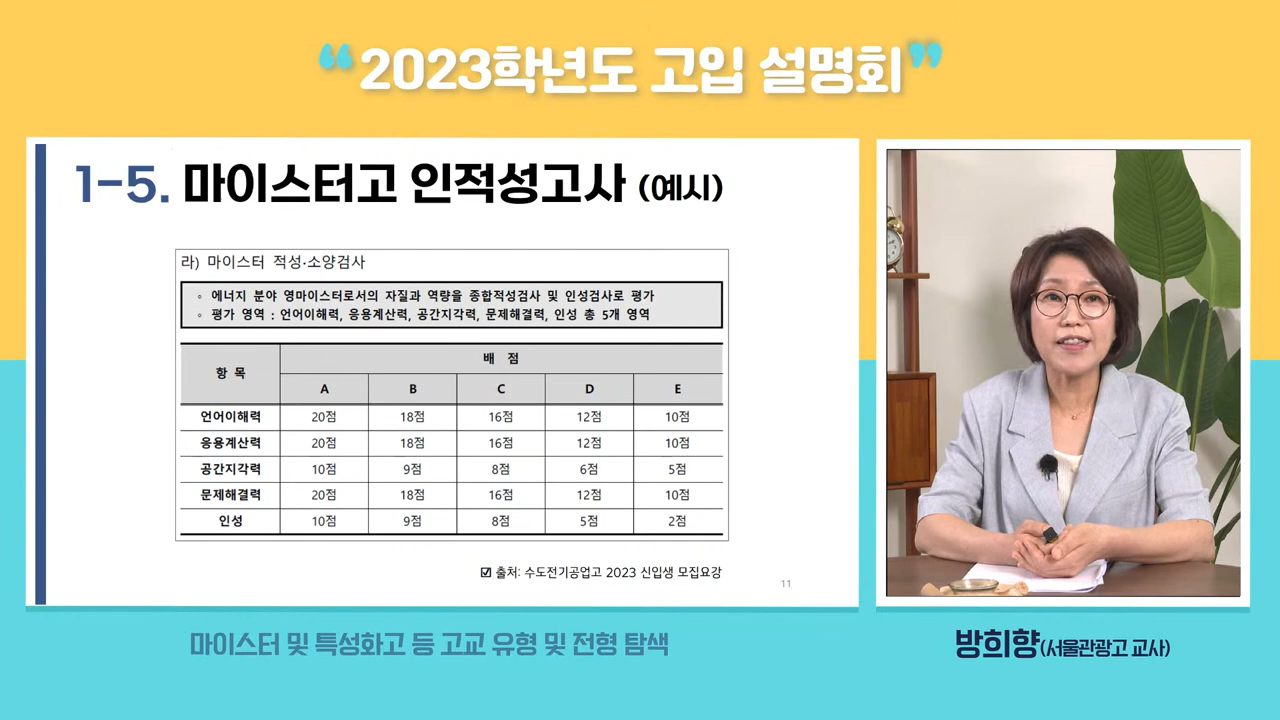 “2023학년도 고입 설명회”
1-5. 마이스터고 인적성고사 (예시)
라) 마이스터 적성·소양검사
◦ 에너지 분야 영마이스터로서의 자질과 역량을 종합적성검사 및 인성검사로 평가
◦ 평가 영역 : 언어이해력, 응용계산력, 공간지각력, 문제해결력, 인성 총 5개 영역
항 목 배 점
A B C D E
언어이해력 20점 18점 16점 12점 10점
응용계산력 20점 18점 16점 12점 10점
공간지각력 10점 9점 8점 6점 5점
문제해결력 20점 18점 16점 12점 10점
인성 10점 9점 8점 5점 2점
☑ 출처: 수도전기공업고 2023 신입생 모집요강
11
마이스터 및 특성화고 등 고교 유형 및 전형 탐색
방희향(서울관광고 교사)